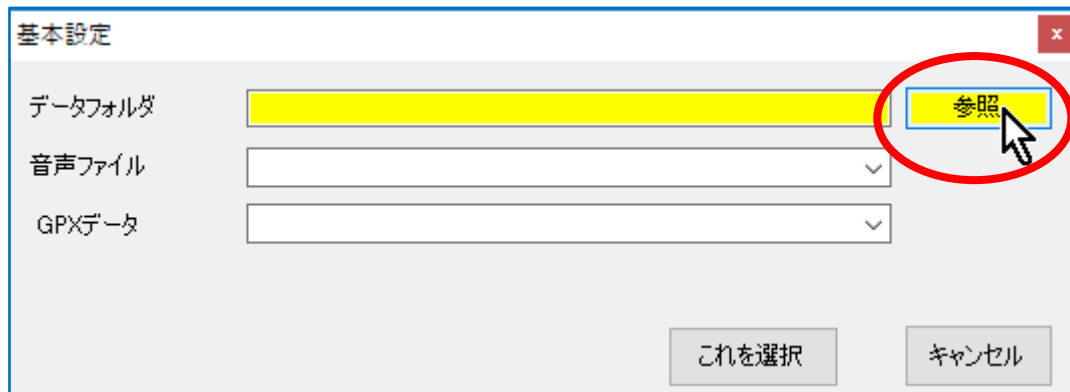 基本設定
x
データフォルダ
参照
音声ファイル
GPXデータ
これを選択
キャンセル